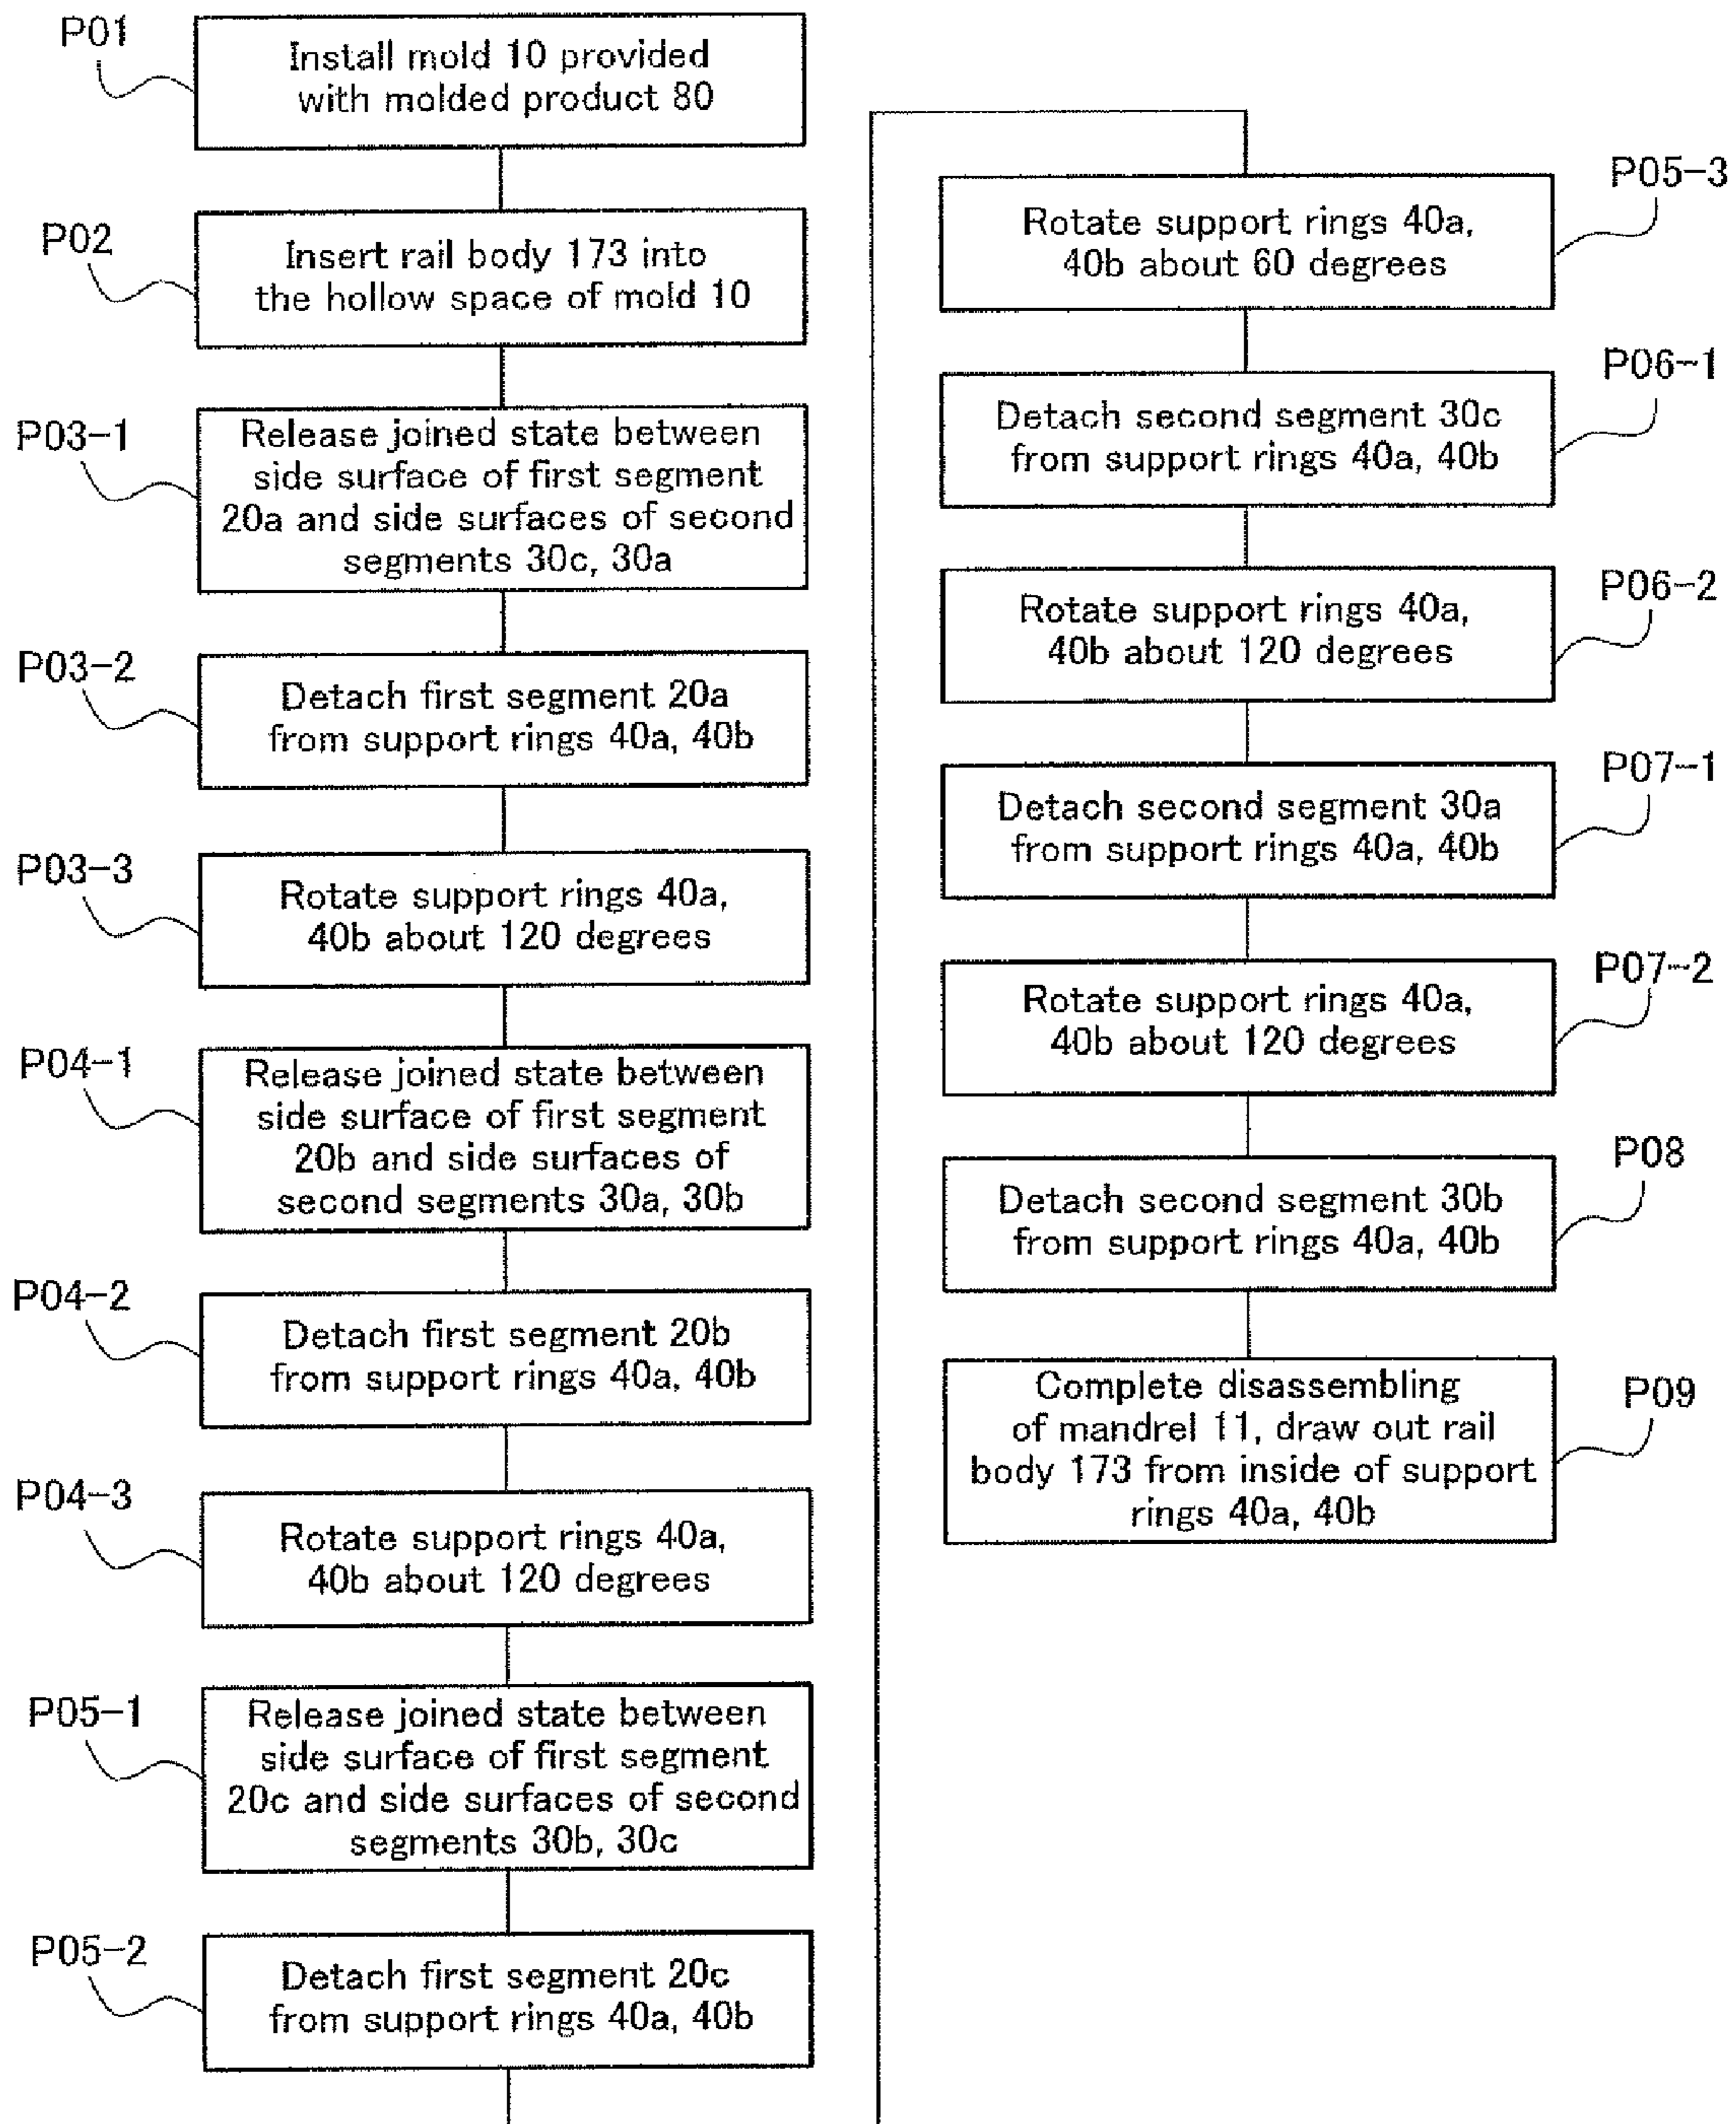 P01
Install mold 10 provided
with molded product 80
P02
Insert rail body 173 into
the hollow space of mold 10
P03-1
Release joined state between
side surface of first segment
20a and side surfaces of second
segments 30c, 30a
P03-2
Detach first segment 20a
from support rings 40a, 40b
P03-3
Rotate support rings 40a,
40b about 120 degrees
P04-1
Release joined state between
side surface of first segment
20b and side surfaces of
second segments 30a, 30b
P04-2
Detach first segment 20b
from support rings 40a, 40b
P04-3
Rotate support rings 40a,
40b about 120 degrees
P05-1
Release joined state between
side surface of first segment
20c and side surfaces of second
segments 30b, 30c
P05-2
Detach first segment 20c
from support rings 40a, 40b
P05-3
Rotate support rings 40a,
40b about 60 degrees
P06-1
Detach second segment 30c
from support rings 40a, 40b
P06-2
Rotate support rings 40a,
40b about 120 degrees
P07-1
Detach second segment 30a
from support rings 40a, 40b
P07-2
Rotate support rings 40a,
40b about 120 degrees
P08
Detach second segment 30b
from support rings 40a, 40b
P09
Complete disassembling
of mandrel 11, draw out rail
body 173 from inside of support
rings 40a, 40b